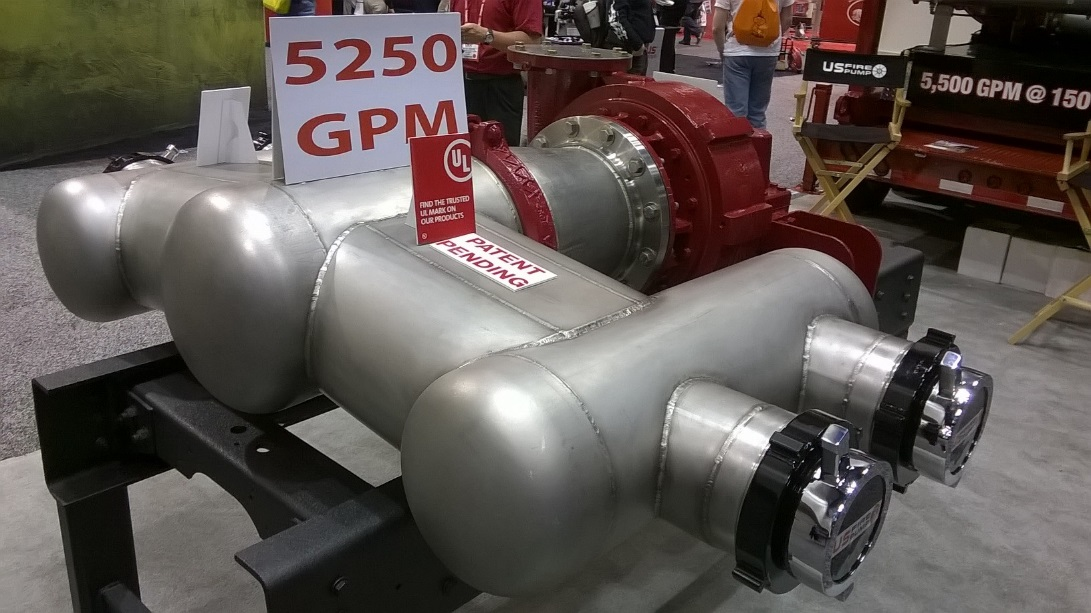 5250
GPM
UL
FIND THE TRUSTED
UL MARK ON
OUR PRODUCTS
PATENT
PENDING
USFIRE
PUMP
5,500 GPM @ 150